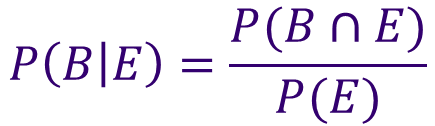 P(B|E) = P(B ∩ E) / P(E)